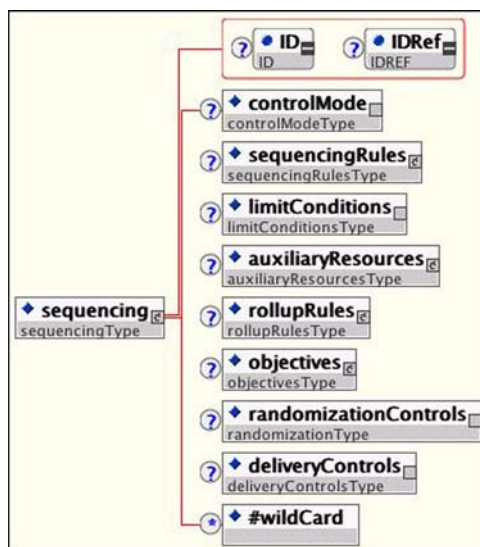 ? ID ? IDRef
ID IDREF
? controlMode
controlModeType
? sequencingRules
sequencingRulesType
? limitConditions
limitConditionsType
? auxiliaryResources
auxiliaryResourcesType
sequencing
sequencingType
? rollupRules
rollupRulesType
? objectives
objectivesType
? randomizationControls
randomizationType
? deliveryControls
deliveryControlsType
* #wildCard